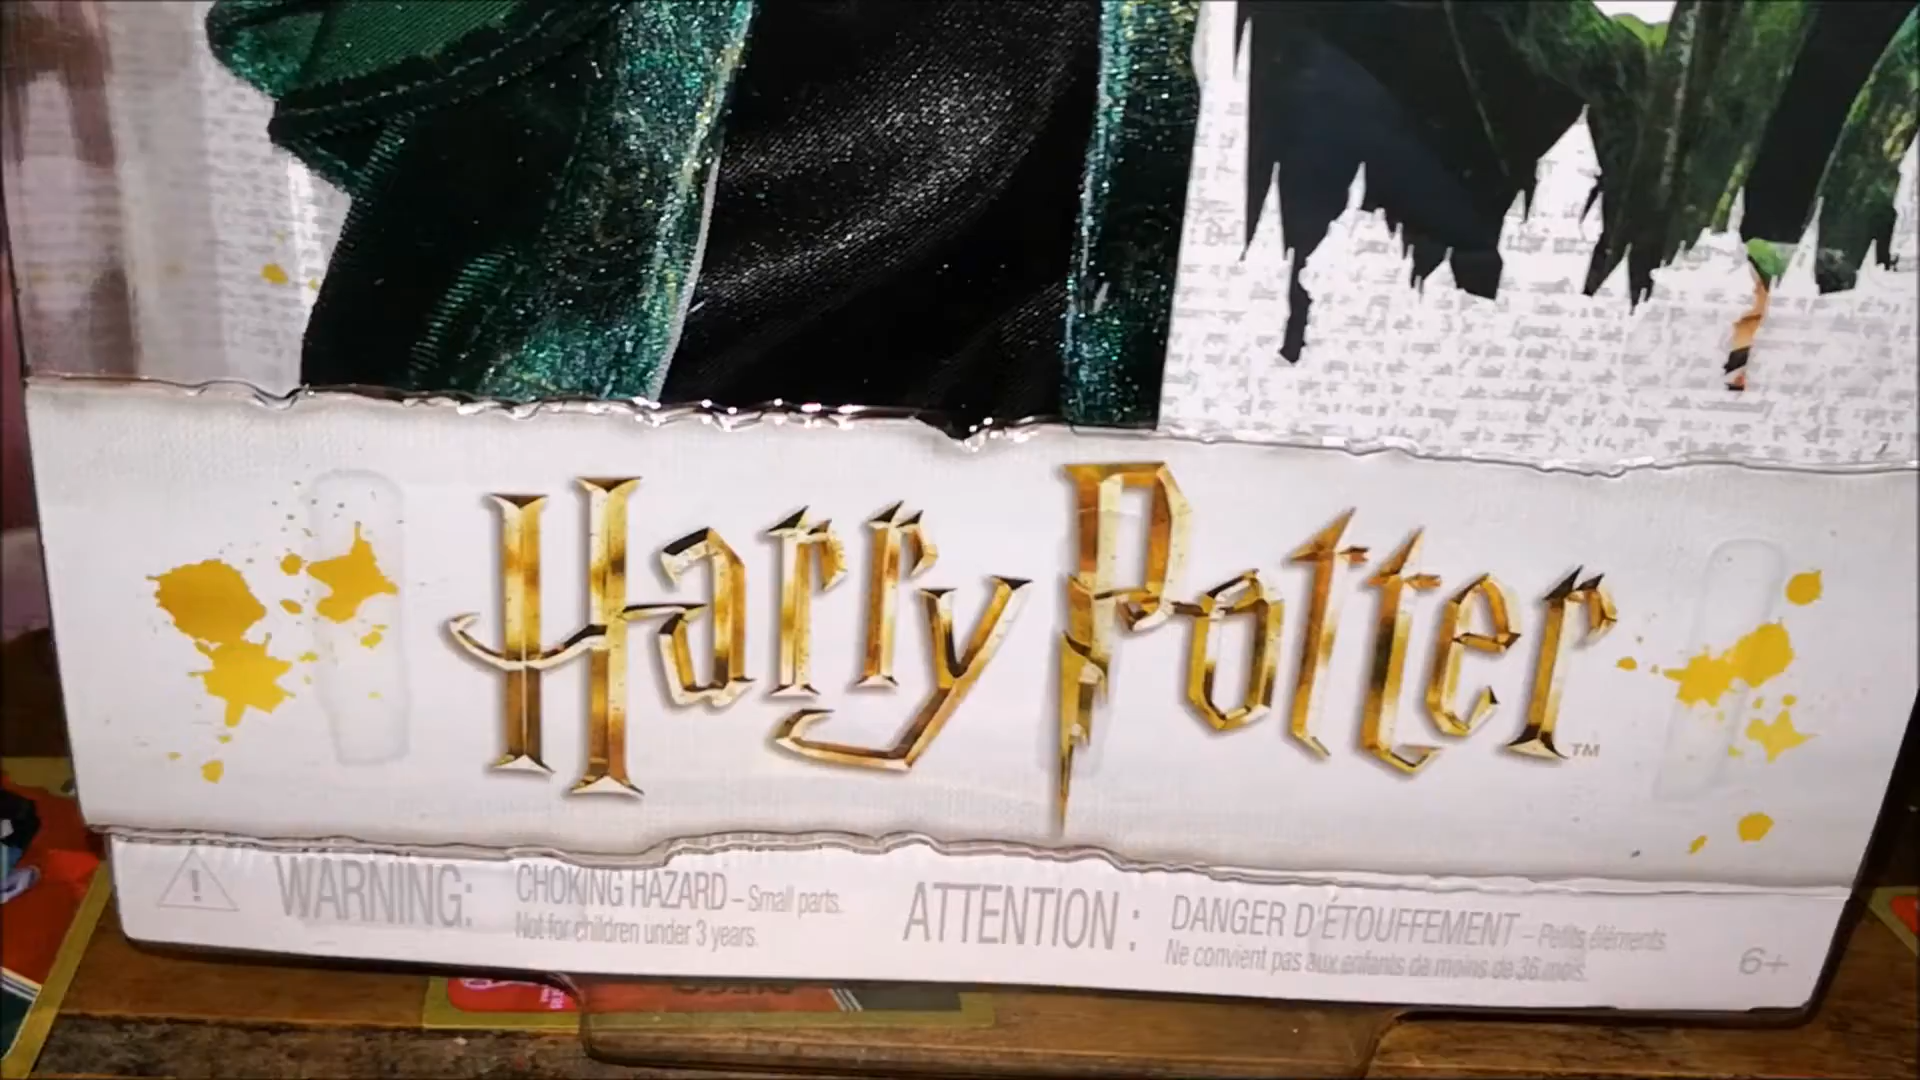 Harry Potter™
WARNING: CHOKING HAZARD – Small parts.
Not for children under 3 years.
ATTENTION : DANGER D'ÉTOUFFEMENT – Petits éléments.
Ne convient pas aux enfants de moins de 36 mois.
6+